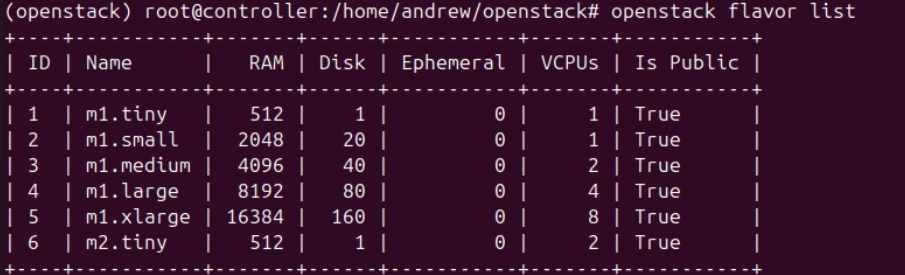 (openstack) root@controller:/home/andrew/openstack# openstack flavor list
+----+-----------+-------+------+-----------+-------+-----------+
| ID | Name      |   RAM | Disk | Ephemeral | VCPUs | Is Public |
+----+-----------+-------+------+-----------+-------+-----------+
| 1  | m1.tiny   |   512 |    1 |         0 |     1 | True      |
| 2  | m1.small  |  2048 |   20 |         0 |     1 | True      |
| 3  | m1.medium |  4096 |   40 |         0 |     2 | True      |
| 4  | m1.large  |  8192 |   80 |         0 |     4 | True      |
| 5  | m1.xlarge | 16384 |  160 |         0 |     8 | True      |
| 6  | m2.tiny   |   512 |    1 |         0 |     2 | True      |
+----+-----------+-------+------+-----------+-------+-----------+